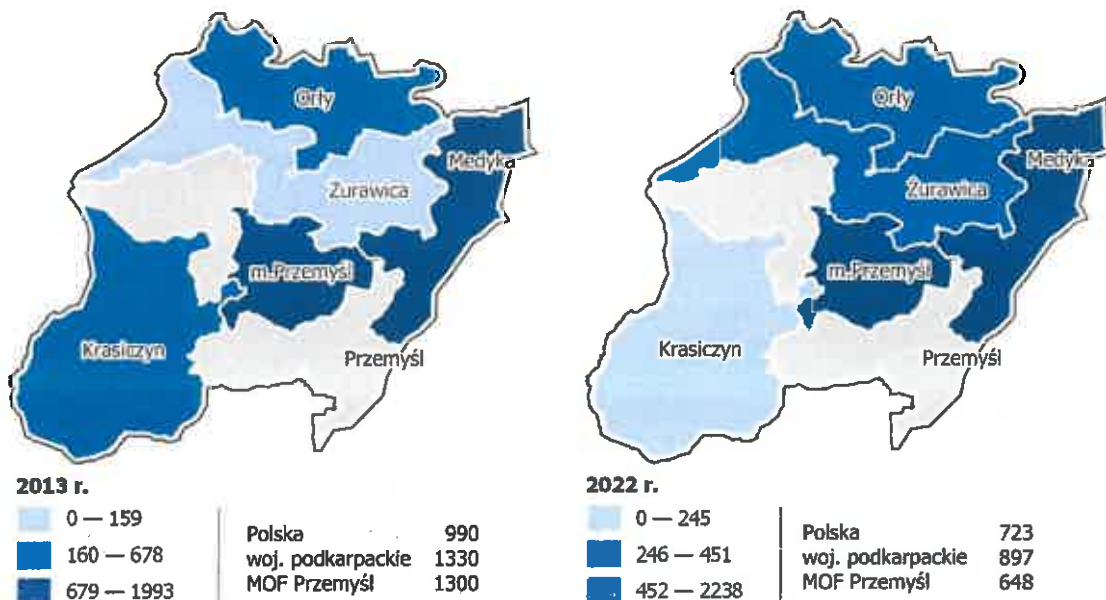 Orły
Medyka
Żurawica
m.Przemyśl
Krasiczyn
Przemyśl
2013 r.
0 — 159
160 — 678
679 — 1993
Polska 990
woj. podkarpackie 1330
MOF Przemyśl 1300
Orły
Medyka
Żurawica
m.Przemyśl
Krasiczyn
Przemyśl
2022 r.
0 — 245
246 — 451
452 — 2238
Polska 723
woj. podkarpackie 897
MOF Przemyśl 648